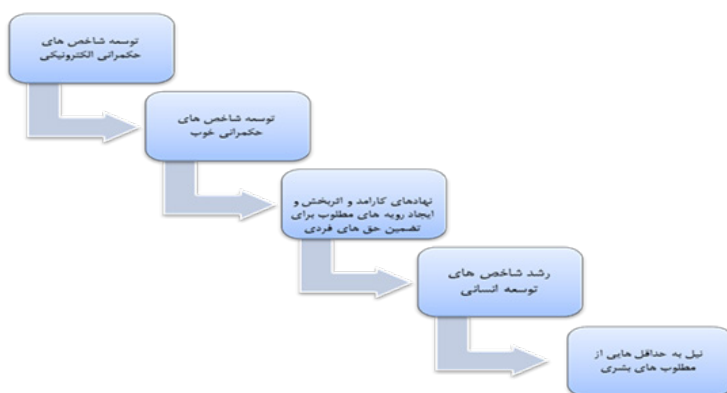 توسعه شاخص های
حکمرانی الکترونیکی
توسعه شاخص های
حکمرانی خوب
نهادهای کارامد و اثربخش و
ایجاد رویه های مطلوب برای
تضمین حق های فردی
رشد شاخص های
توسعه انسانی
نیل به حداقل هایی از
مطلوب های بشری